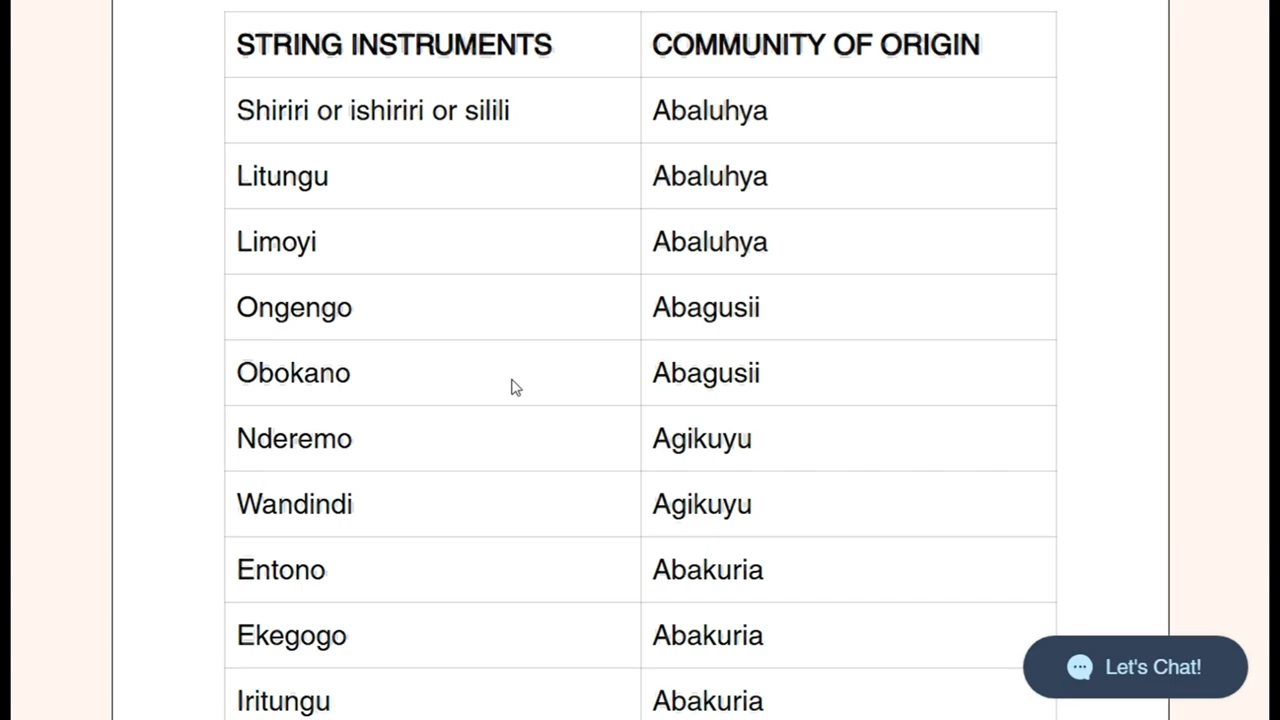 STRING INSTRUMENTS COMMUNITY OF ORIGIN
Shiriri or ishiriri or silili Abaluhya
Litungu Abaluhya
Limoyi Abaluhya
Ongengo Abagusii
Obokano Abagusii
Nderemo Agikuyu
Wandindi Agikuyu
Entono Abakuria
Ekegogo Abakuria
Let's Chat!
Iritungu Abakuria